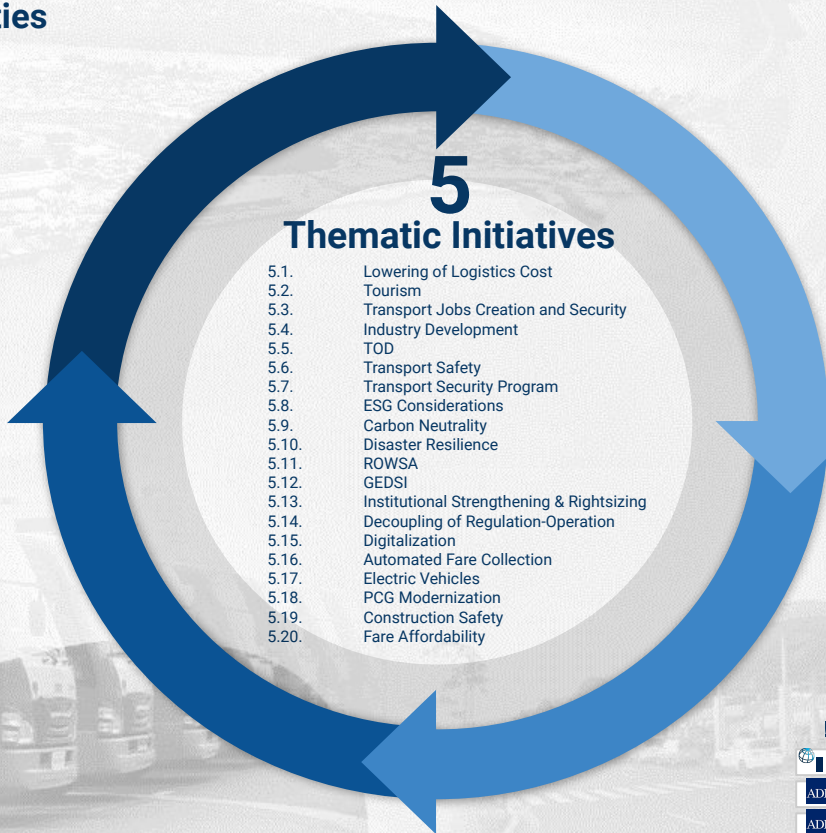 5
Thematic Initiatives
5.1. Lowering of Logistics Cost
5.2. Tourism
5.3. Transport Jobs Creation and Security
5.4. Industry Development
5.5. TOD
5.6. Transport Safety
5.7. Transport Security Program
5.8. ESG Considerations
5.9. Carbon Neutrality
5.10. Disaster Resilience
5.11. ROWSA
5.12. GEDSI
5.13. Institutional Strengthening & Rightsizing
5.14. Decoupling of Regulation-Operation
5.15. Digitalization
5.16. Automated Fare Collection
5.17. Electric Vehicles
5.18. PCG Modernization
5.19. Construction Safety
5.20. Fare Affordability